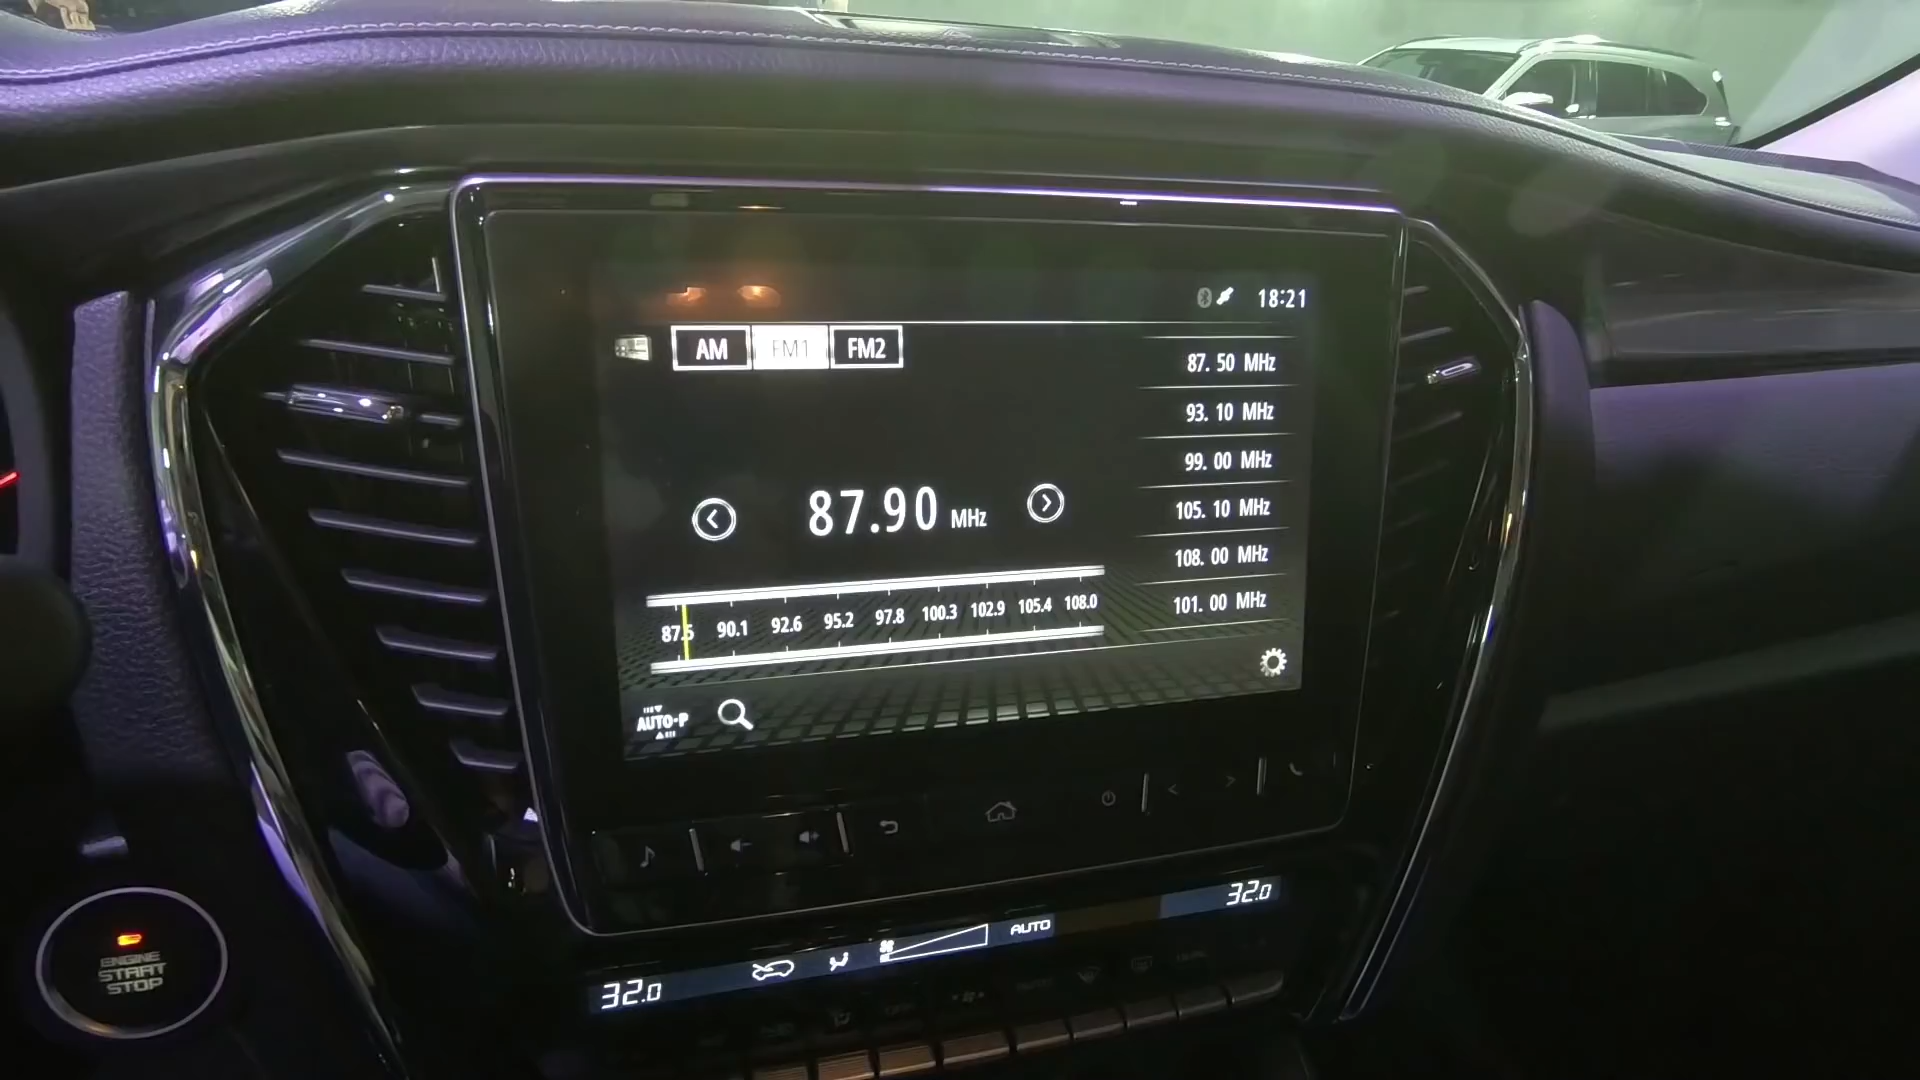 18:21
AM FM1 FM2
87.50 MHz
93.10 MHz
99.00 MHz
87.90 MHz
105.10 MHz
108.00 MHz
101.00 MHz
87.5 90.1 92.6 95.2 97.8 100.3 102.9 105.4 108.0
AUTO-P
32.0 AUTO 32.0
ENGINE
START
STOP